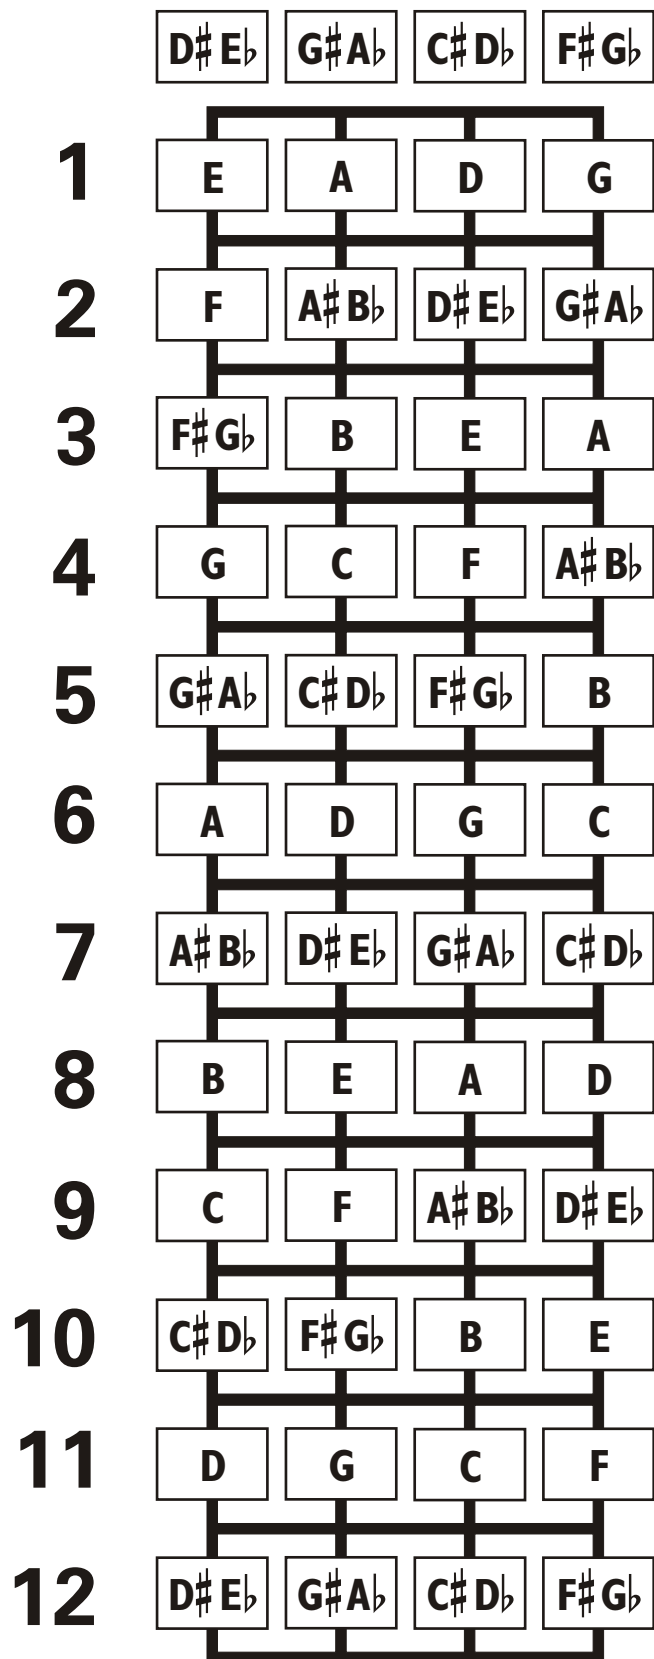 D♯E♭ G♯A♭ C♯D♭ F♯G♭
1 E A D G
2 F A♯B♭ D♯E♭ G♯A♭
3 F♯G♭ B E A
4 G C F A♯B♭
5 G♯A♭ C♯D♭ F♯G♭ B
6 A D G C
7 A♯B♭ D♯E♭ G♯A♭ C♯D♭
8 B E A D
9 C F A♯B♭ D♯E♭
10 C♯D♭ F♯G♭ B E
11 D G C F
12 D♯E♭ G♯A♭ C♯D♭ F♯G♭